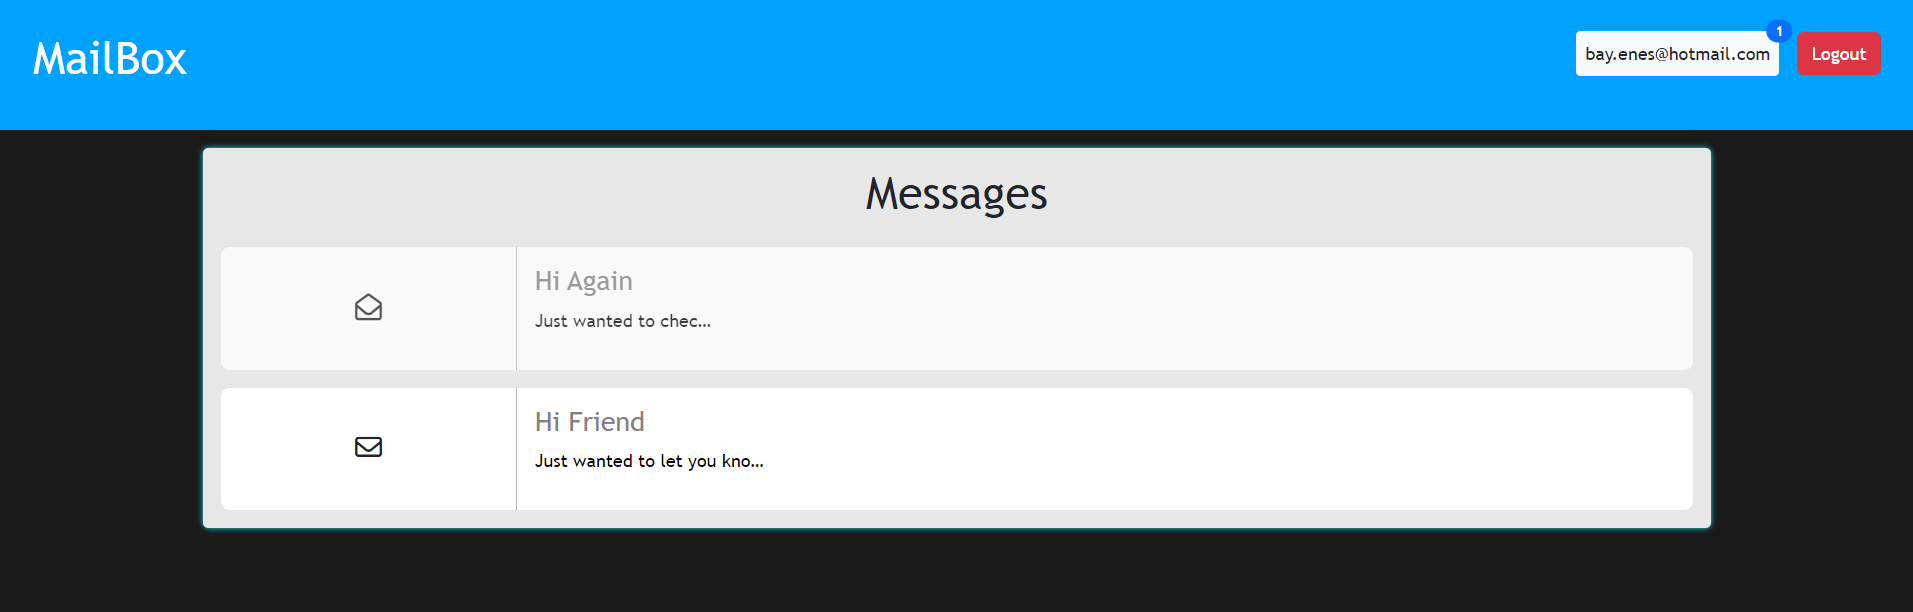 MailBox
1
bay.enes@hotmail.com
Logout
Messages
Hi Again
Just wanted to chec...
Hi Friend
Just wanted to let you kno...